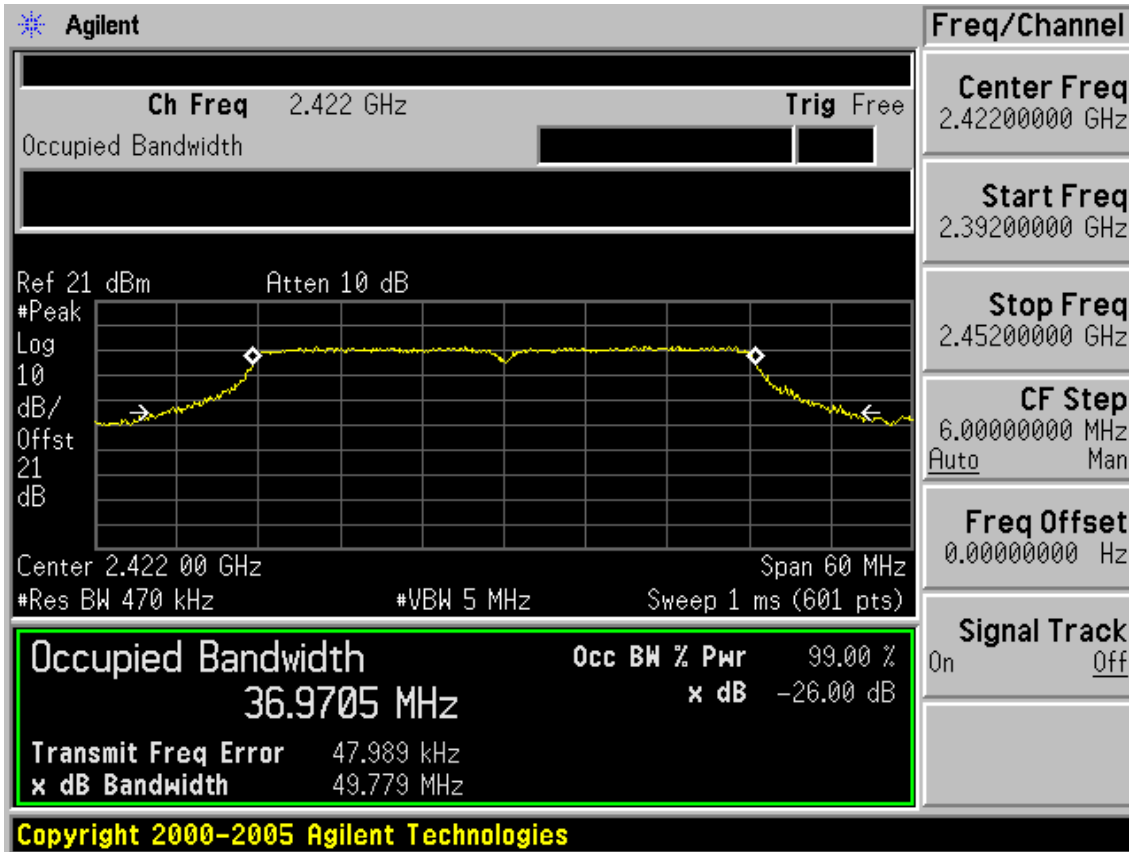 Agilent
Freq/Channel
Ch Freq 2.422 GHz Trig Free
Occupied Bandwidth
Center Freq
2.42200000 GHz
Start Freq
2.39200000 GHz
Stop Freq
2.45200000 GHz
CF Step
6.00000000 MHz
Auto Man
Freq Offset
0.00000000 Hz
Signal Track
On Off
Ref 21 dBm Atten 10 dB
#Peak
Log
10
dB/
Offst
21
dB
Center 2.422 00 GHz Span 60 MHz
#Res BW 470 kHz #VBW 5 MHz Sweep 1 ms (601 pts)
Occupied Bandwidth Occ BW % Pwr 99.00 %
36.9705 MHz x dB -26.00 dB
Transmit Freq Error 47.989 kHz
x dB Bandwidth 49.779 MHz
Copyright 2000-2005 Agilent Technologies